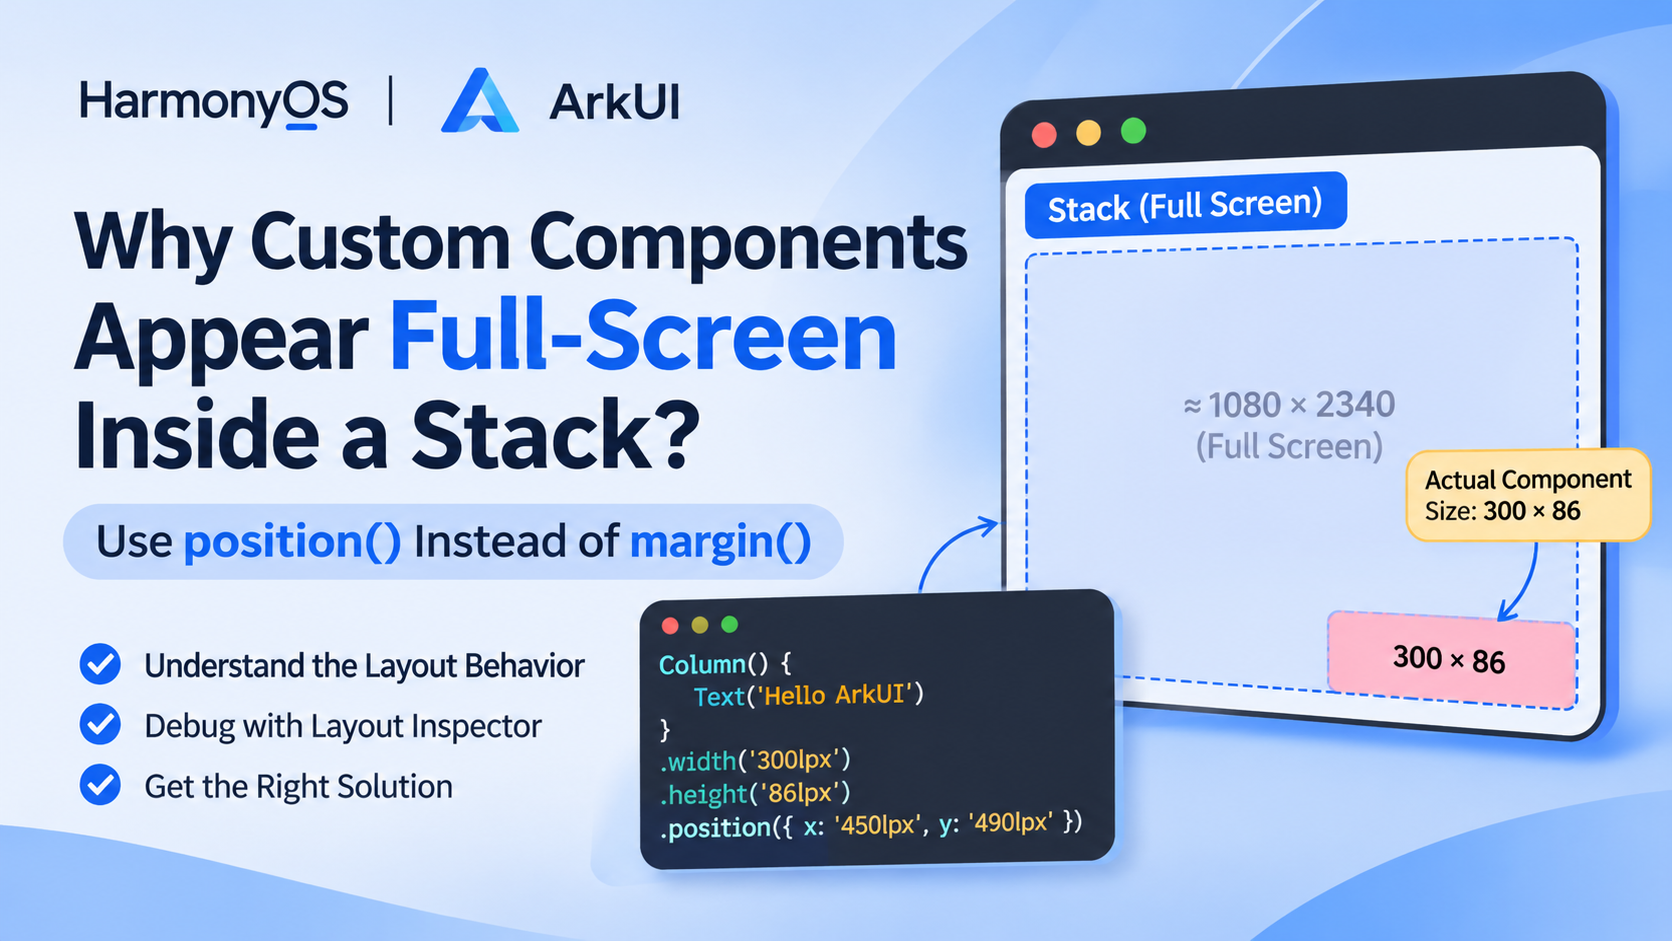 HarmonyOS | ArkUI
Why Custom Components
Appear Full-Screen
Inside a Stack?
Use position() Instead of margin()
Understand the Layout Behavior
Debug with Layout Inspector
Get the Right Solution
Column() {
Text('Hello ArkUI')
}
.width('300lpx')
.height('86lpx')
.position({ x: '450lpx', y: '490lpx' })
Stack (Full Screen)
≈ 1080 × 2340
(Full Screen)
Actual Component
Size: 300 × 86
300 × 86